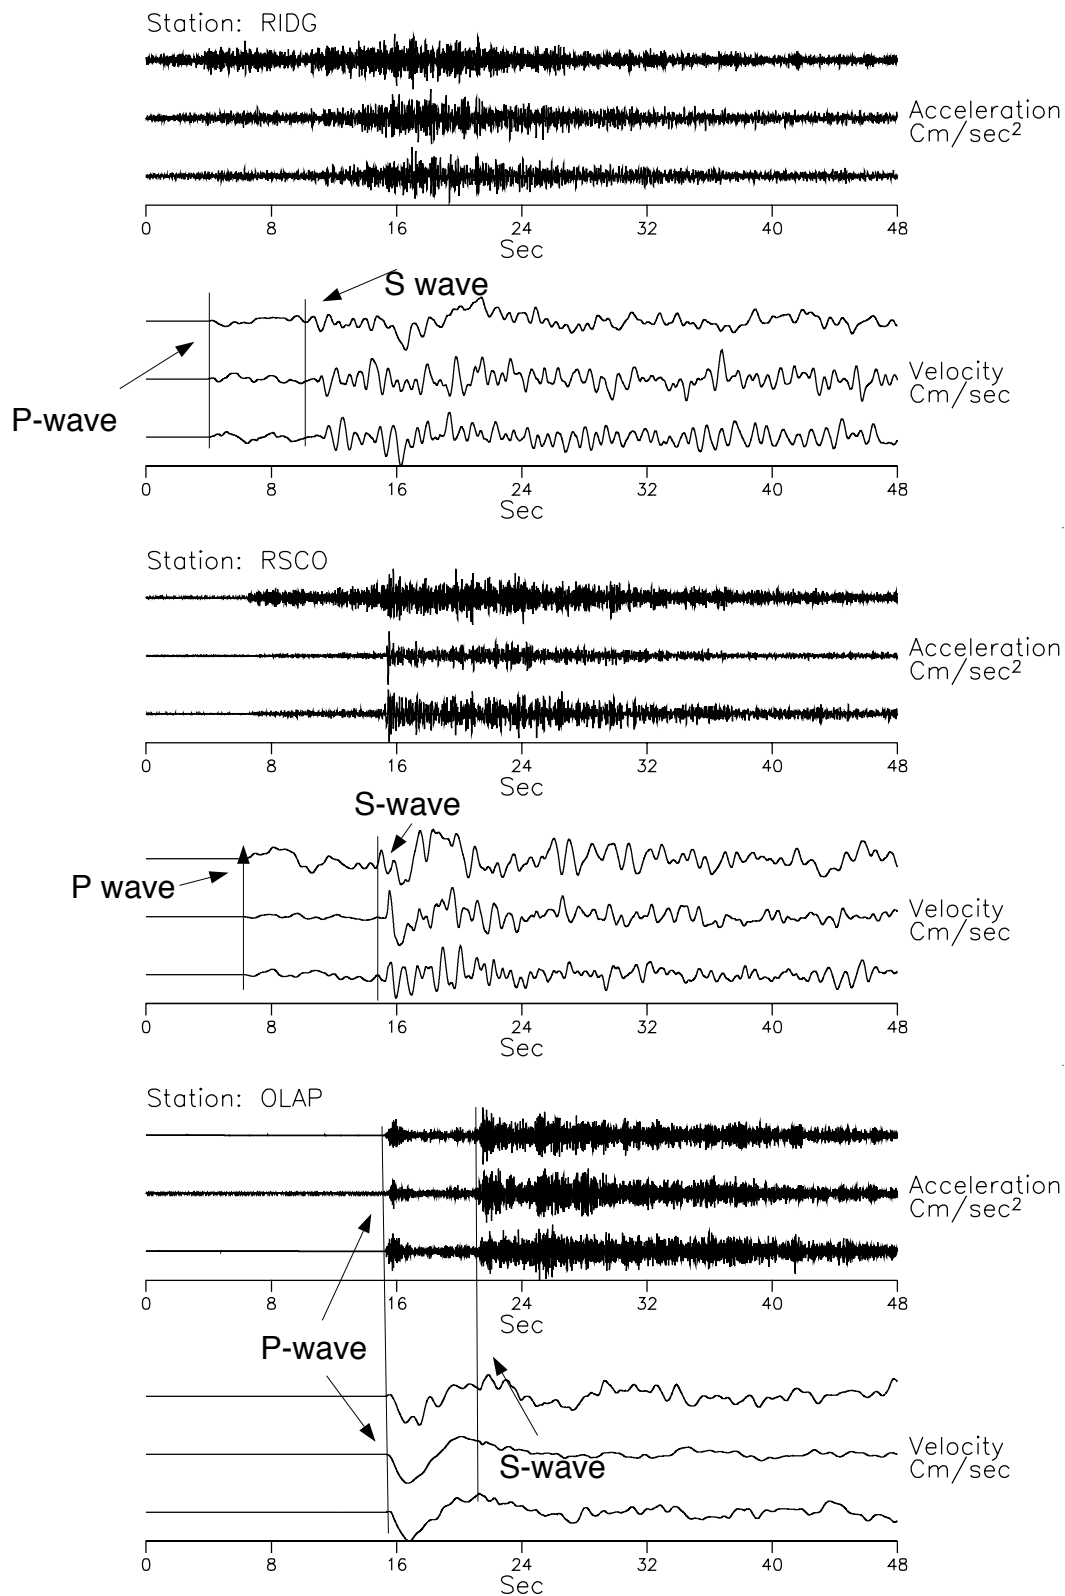 Station: RIDG
Acceleration
Cm/sec²
0 8 16 24 32 40 48
Sec
S wave
P-wave
Velocity
Cm/sec
0 8 16 24 32 40 48
Sec
Station: RSCO
Acceleration
Cm/sec²
0 8 16 24 32 40 48
Sec
S-wave
P wave
Velocity
Cm/sec
0 8 16 24 32 40 48
Sec
Station: OLAP
Acceleration
Cm/sec²
0 8 16 24 32 40 48
Sec
P-wave
S-wave
Velocity
Cm/sec
0 8 16 24 32 40 48
Sec